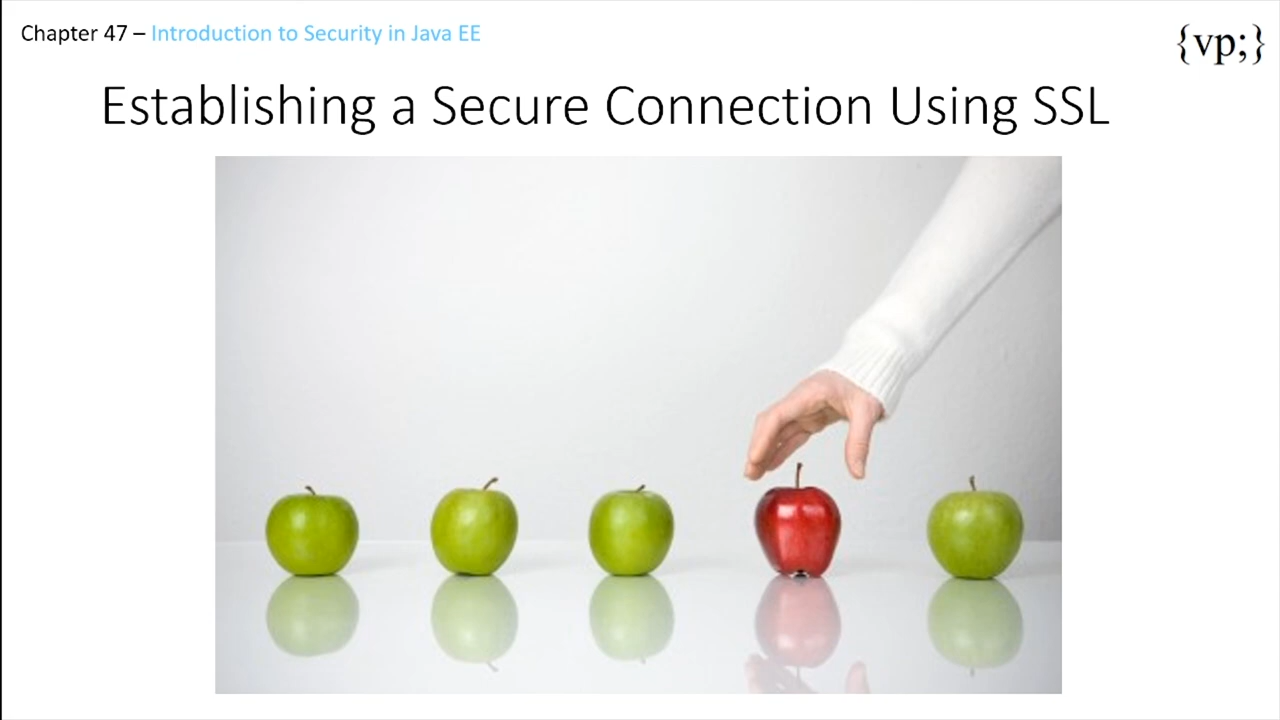 Chapter 47 – Introduction to Security in Java EE
{vp;}
Establishing a Secure Connection Using SSL